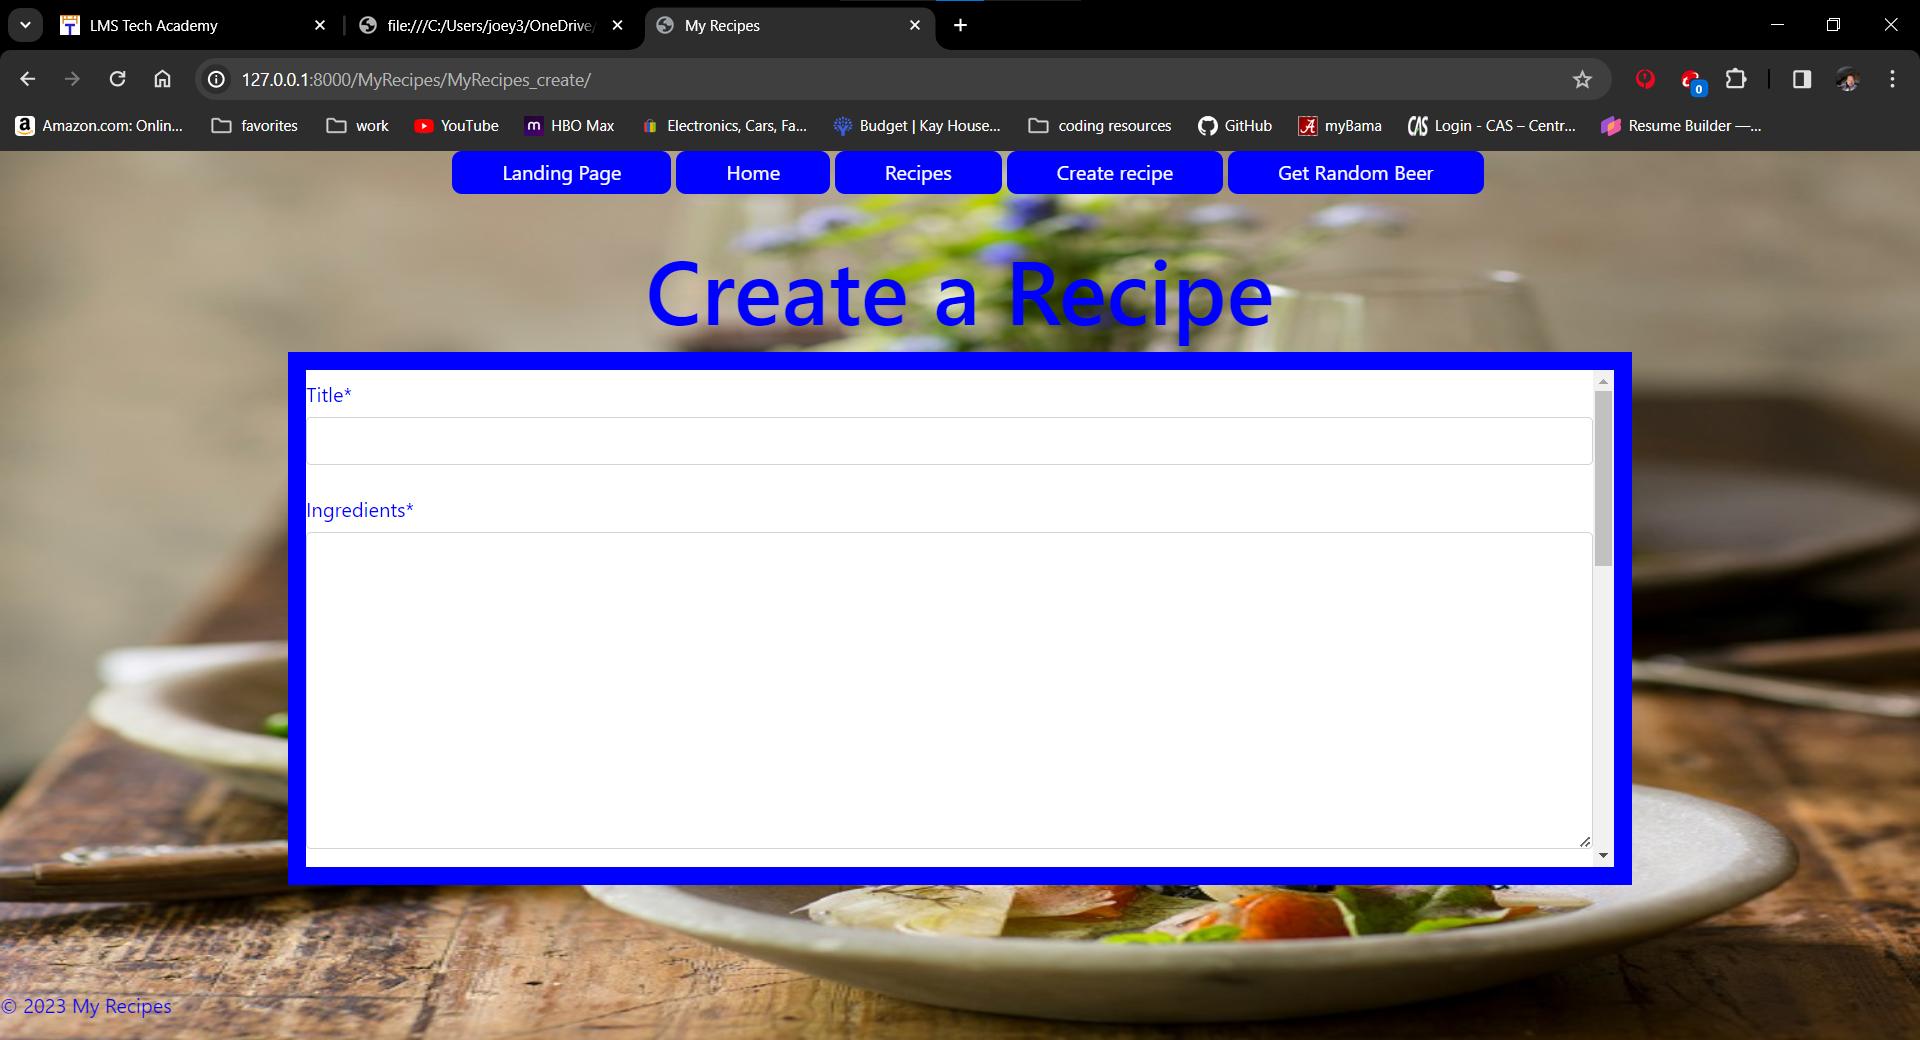 LMS Tech Academy
file:///C:/Users/joey3/OneDrive/
My Recipes
127.0.0.1:8000/MyRecipes/MyRecipes_create/
0
Amazon.com: Onlin...
favorites
work
YouTube
HBO Max
Electronics, Cars, Fa...
Budget | Kay House...
coding resources
GitHub
myBama
Login - CAS – Centr...
Resume Builder —...
Landing Page
Home
Recipes
Create recipe
Get Random Beer
Create a Recipe
Title*
Ingredients*
© 2023 My Recipes